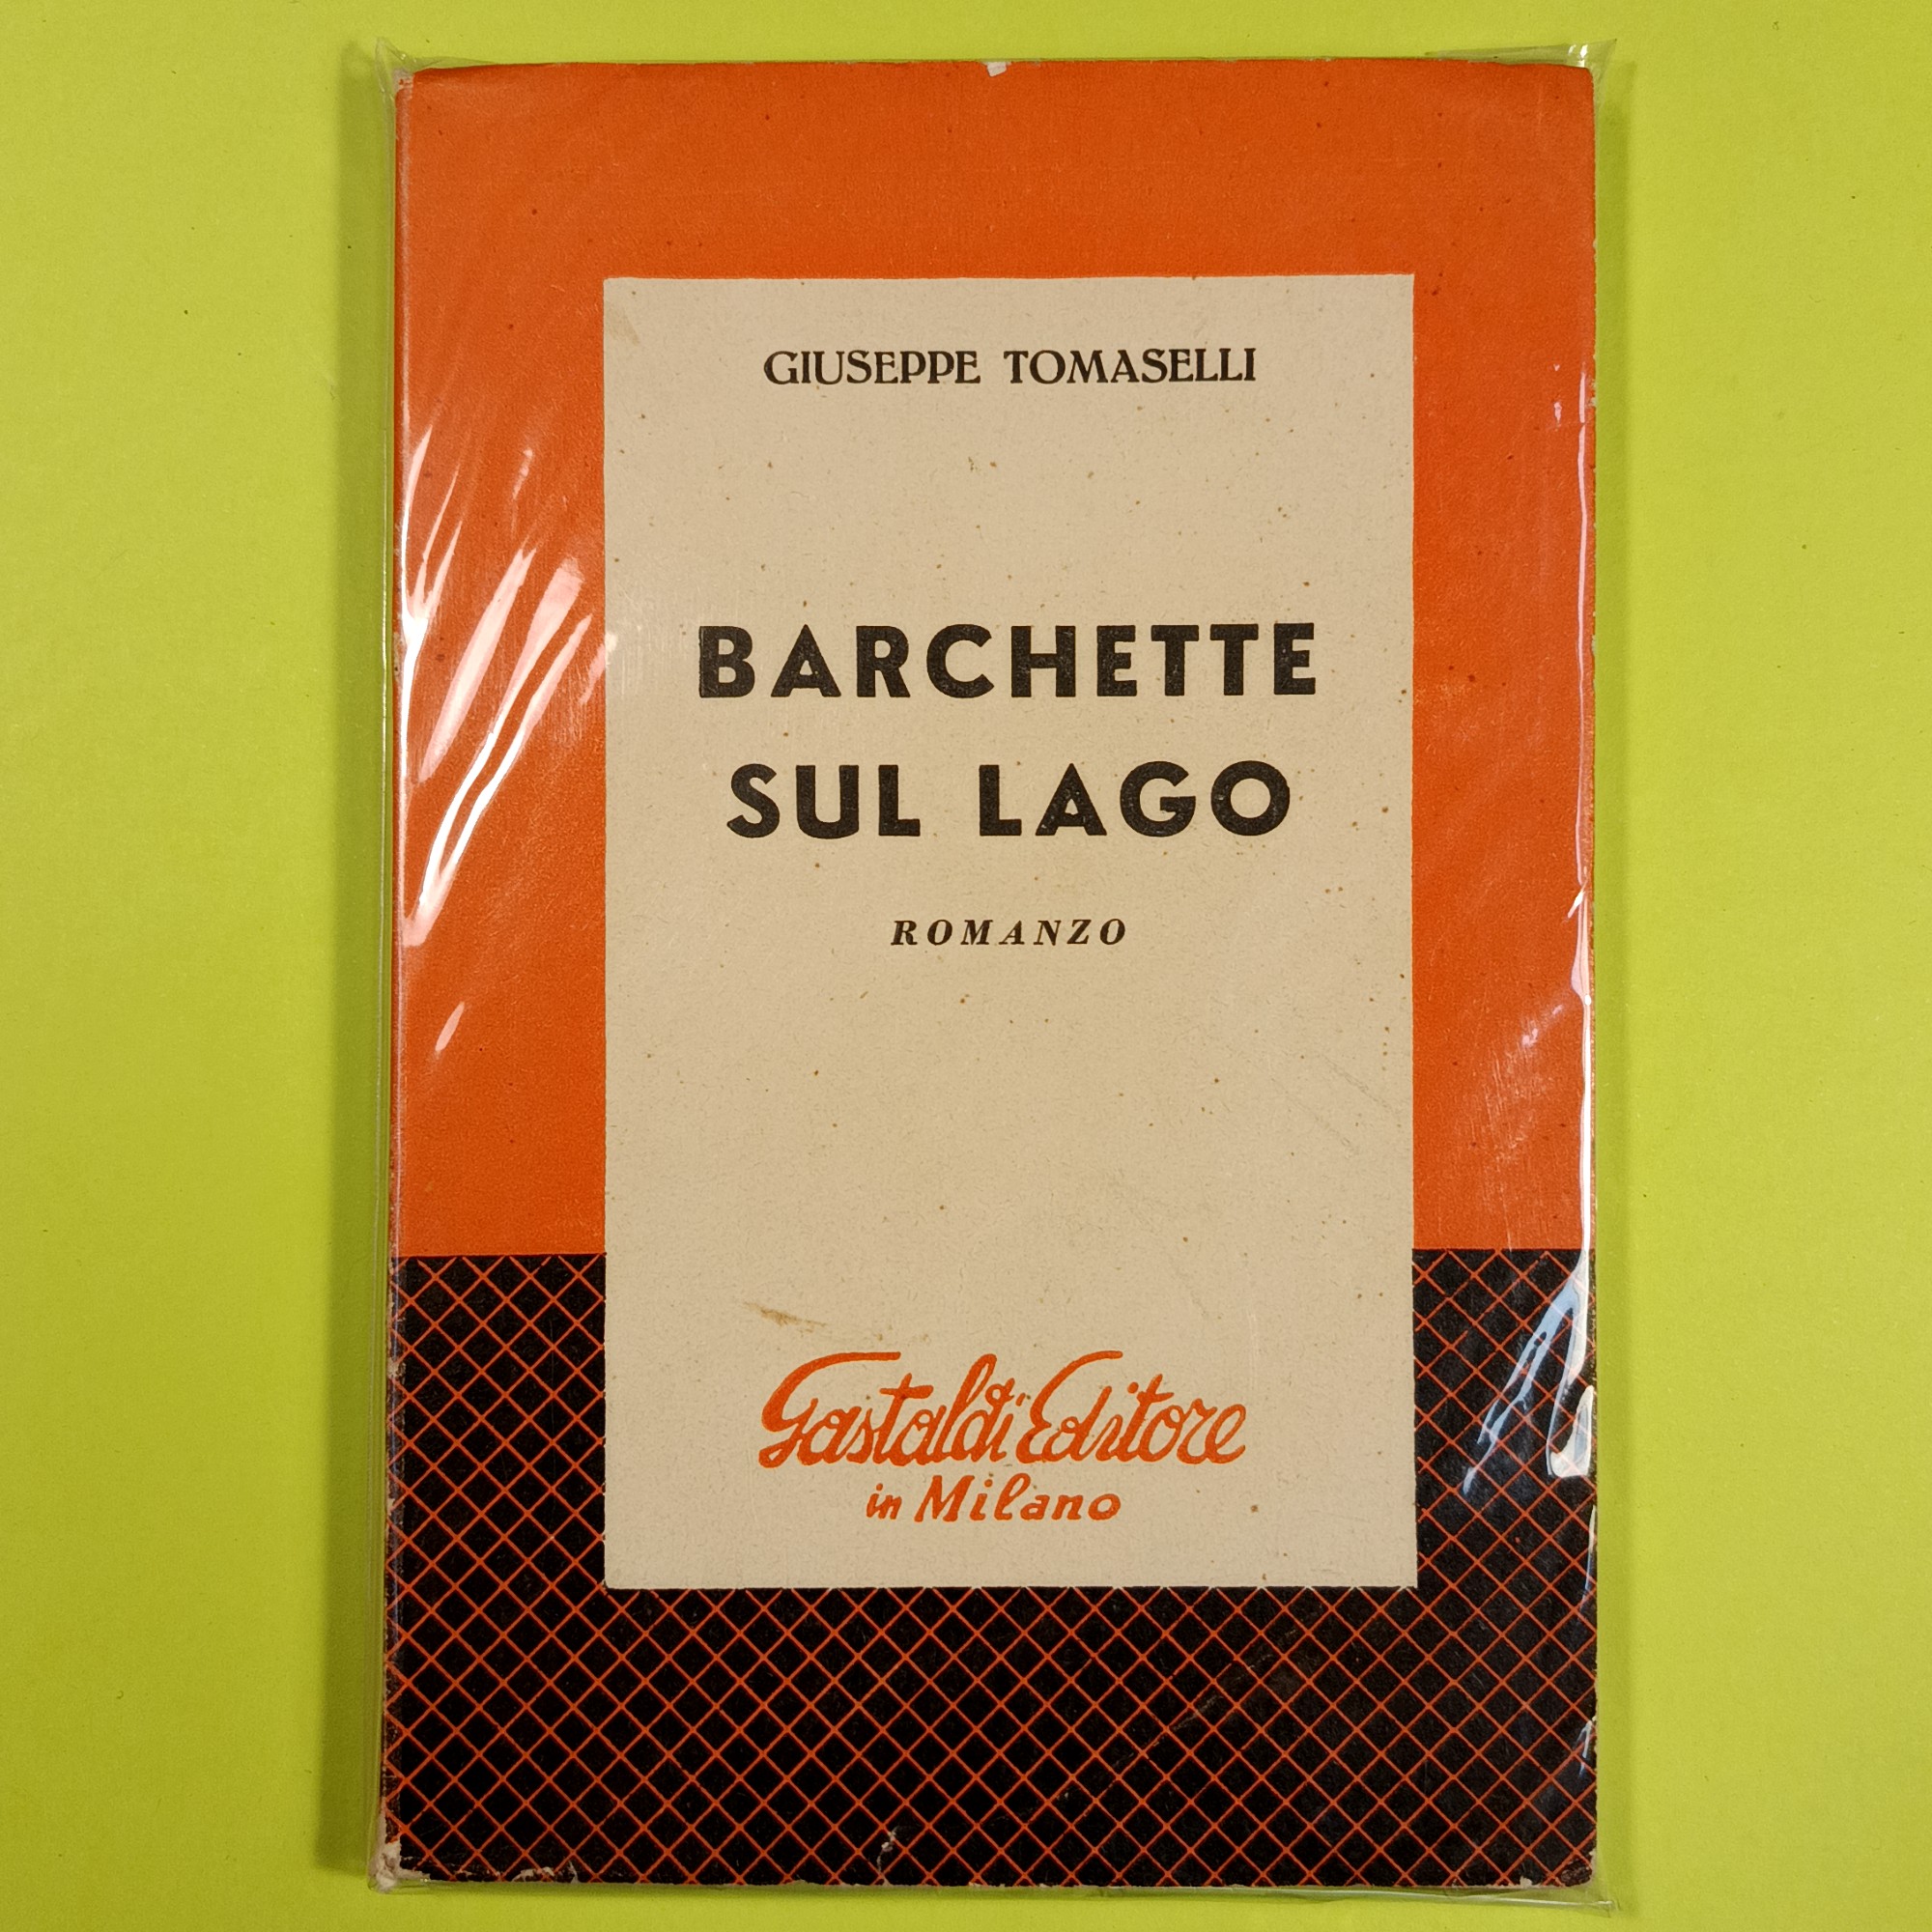 GIUSEPPE TOMASELLI
BARCHETTE
SUL LAGO
ROMANZO
Gastaldi Editore
in Milano